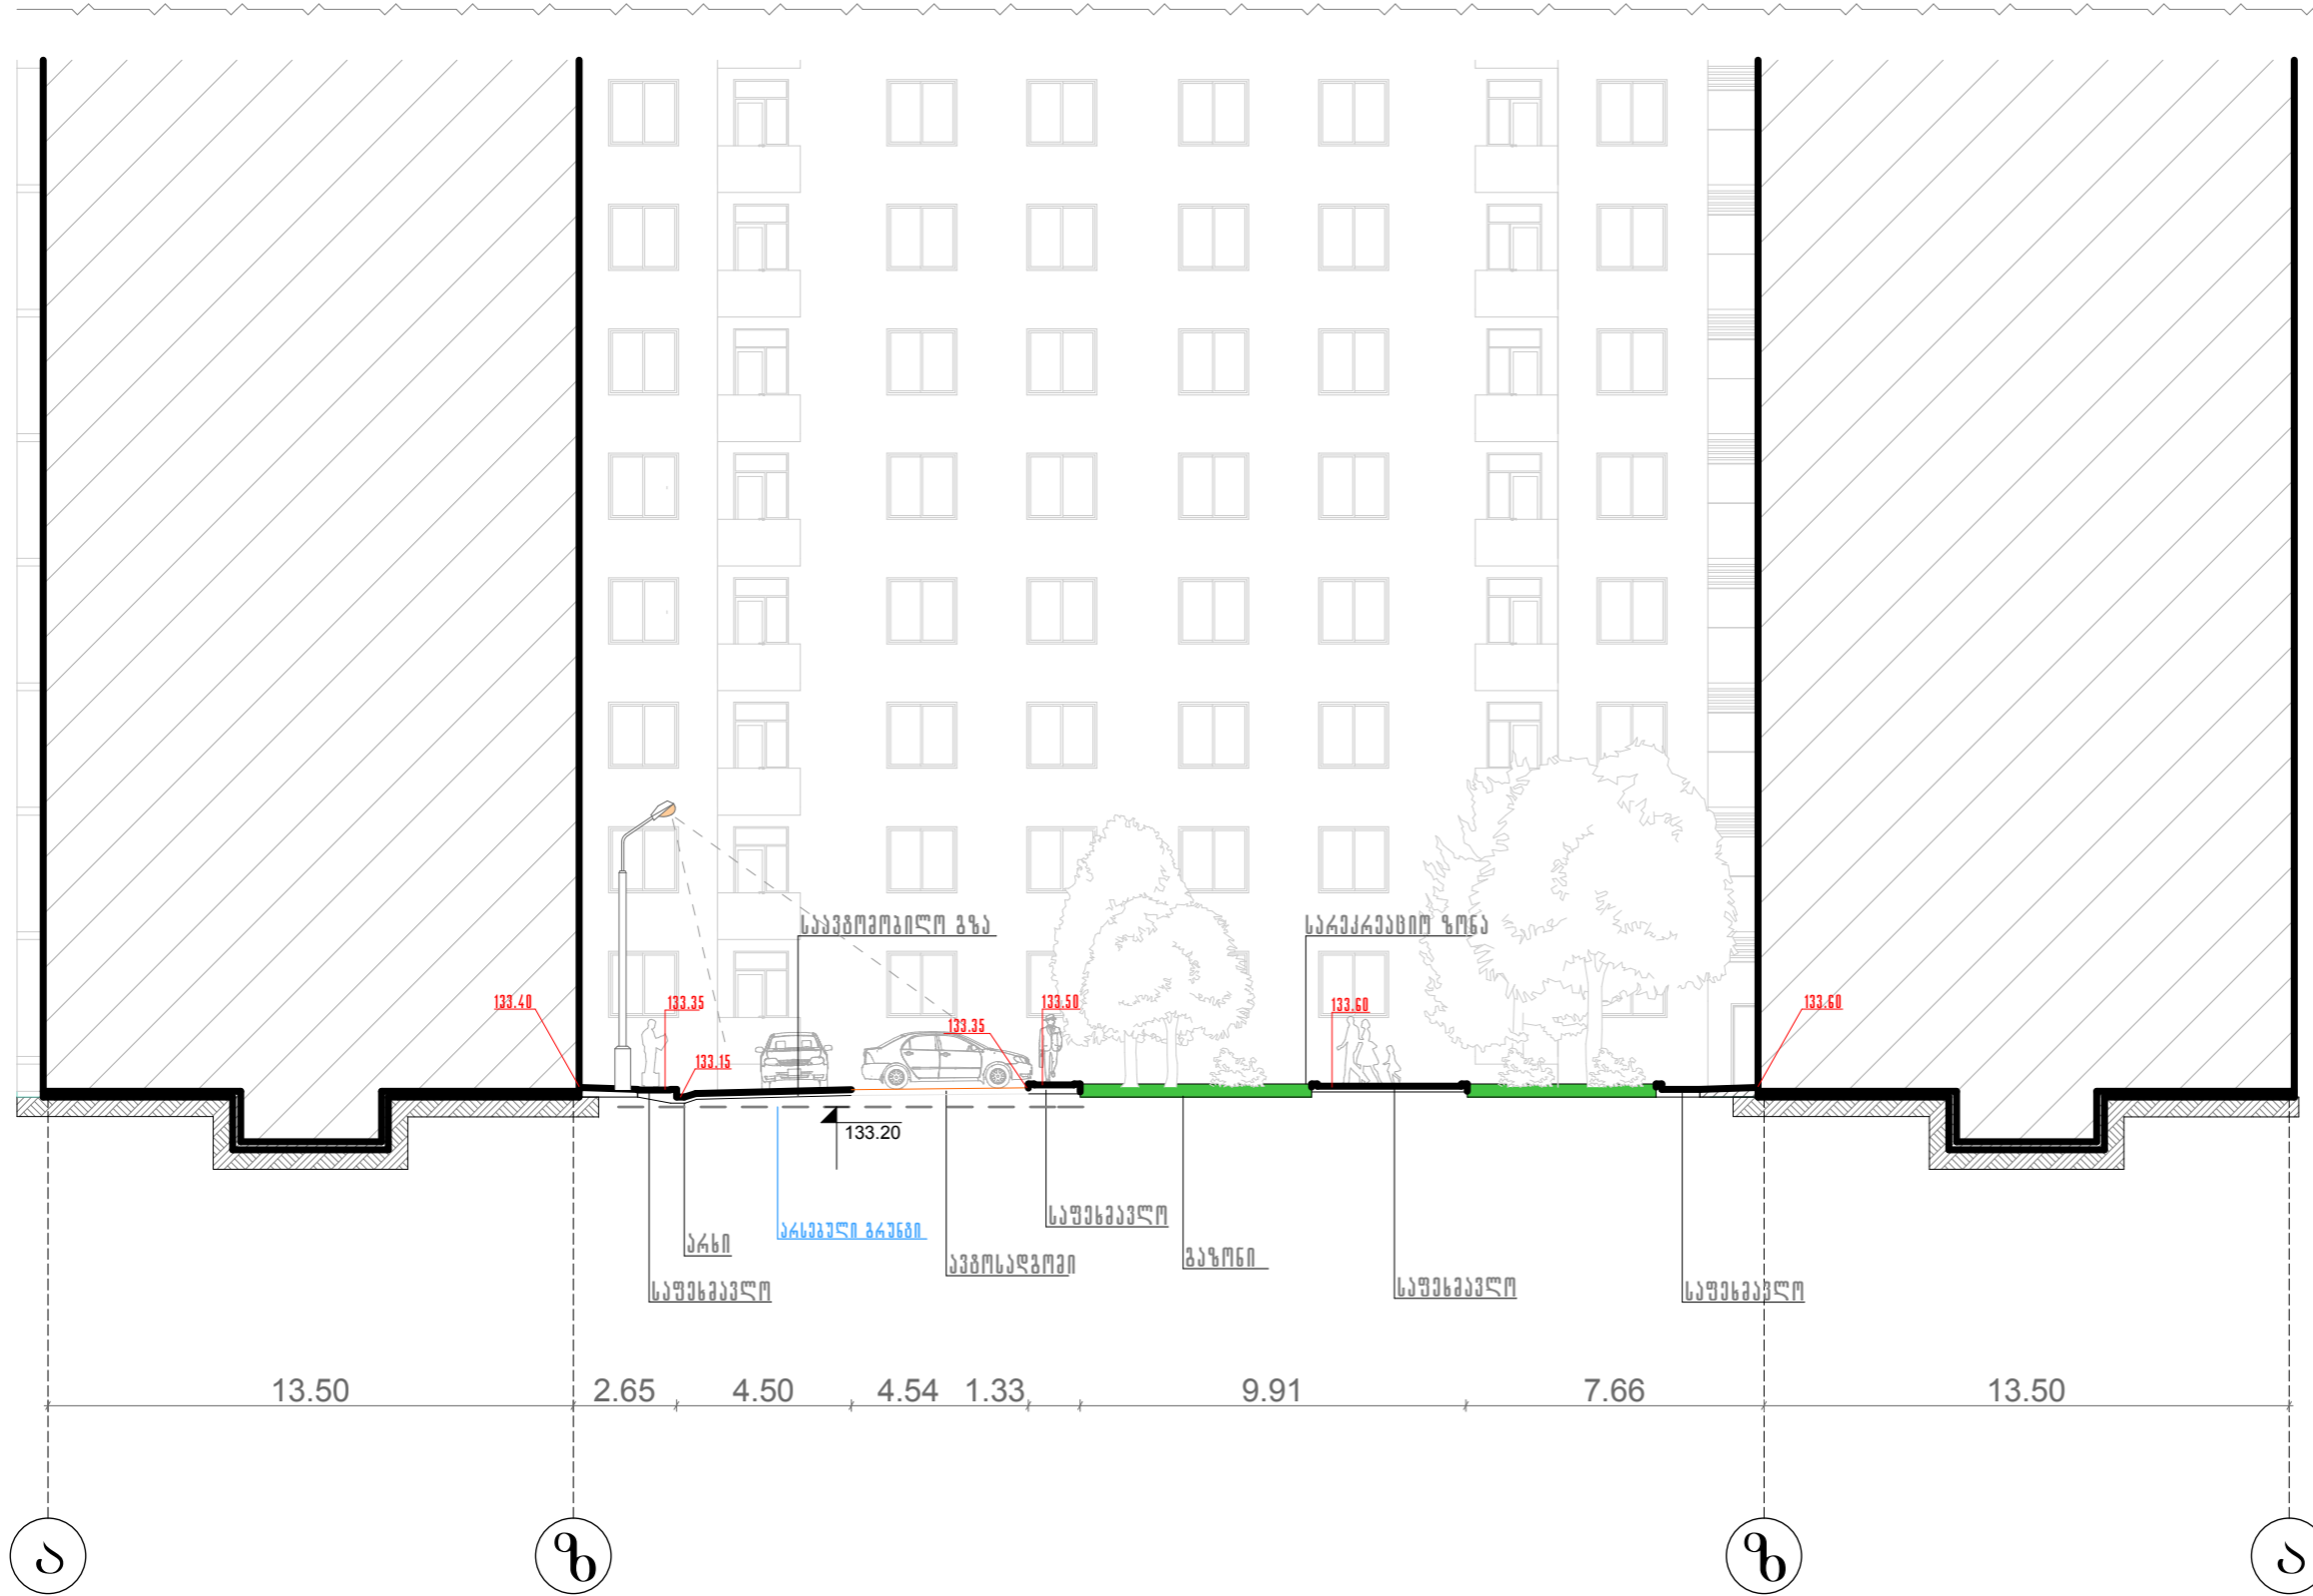 საავტომობილო გზა
სარეკრეაციო ზონა
133.40
133.35
133.50
133.60
133.60
133.35
133.15
133.20
საფეხმავლო
არსებული გრუნტი
არხი
გაზონი
ავტოსადგომი
საფეხმავლო
საფეხმავლო
საფეხმავლო
13.50 2.65 4.50 4.54 1.33 9.91 7.66 13.50
ა ზ ზ ა